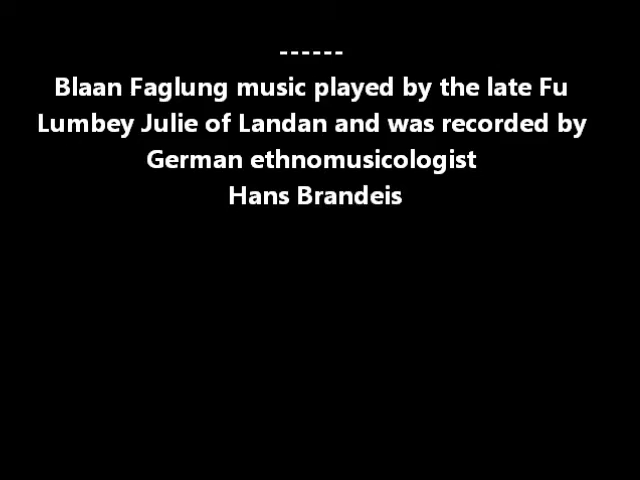 ------
Blaan Faglung music played by the late Fu
Lumbey Julie of Landan and was recorded by
German ethnomusicologist
Hans Brandeis